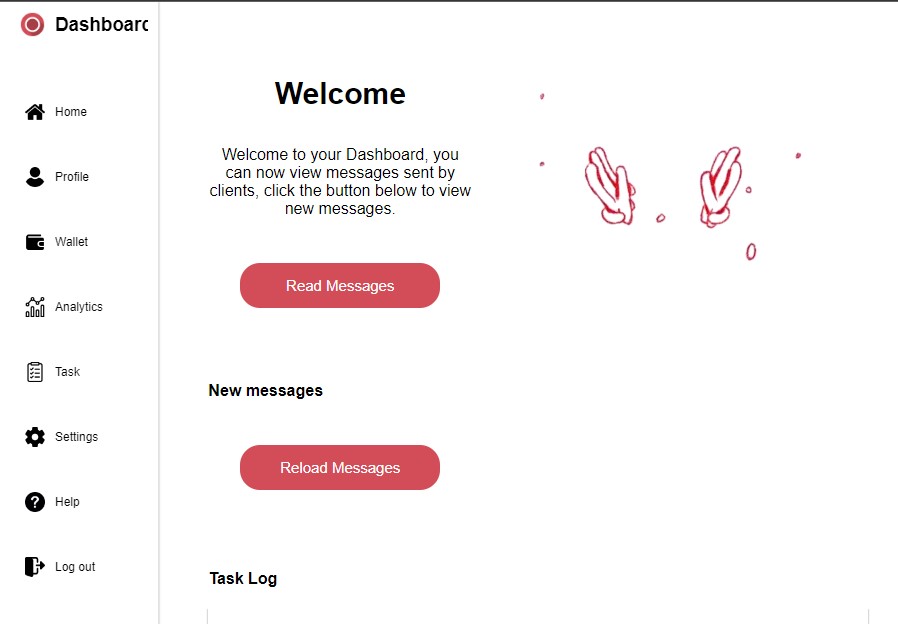 Dashboard
Home
Profile
Wallet
Analytics
Task
Settings
Help
Log out
Welcome
Welcome to your Dashboard, you
can now view messages sent by
clients, click the button below to view
new messages.
Read Messages
New messages
Reload Messages
Task Log